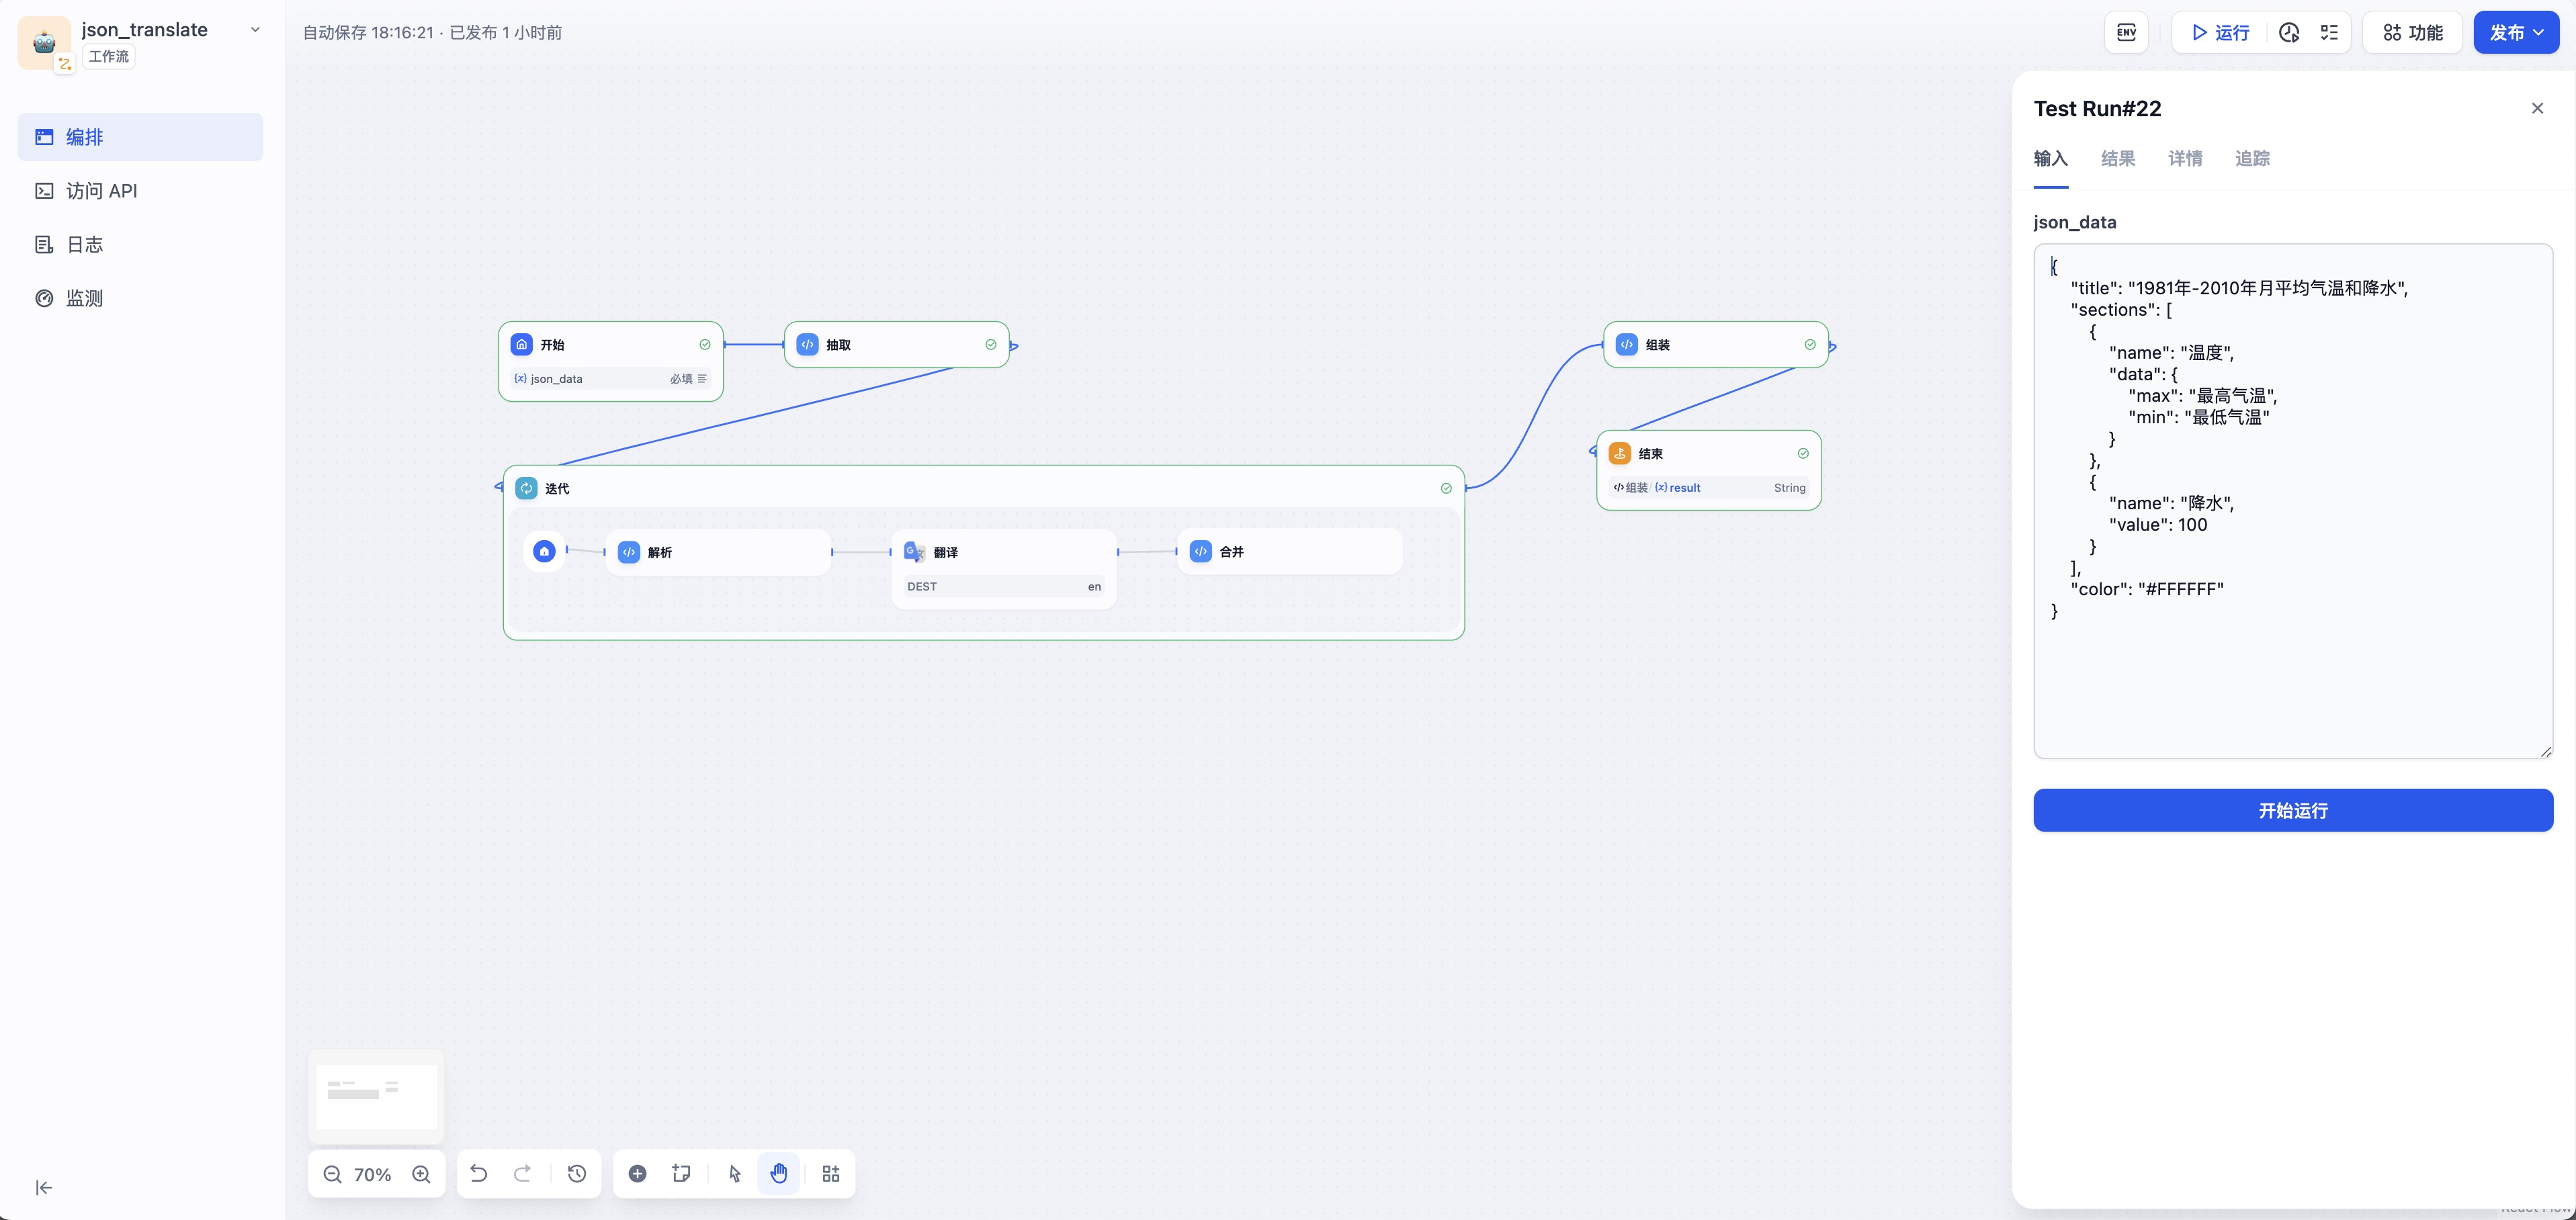 json_translate
工作流
编排
访问 API
日志
监测
自动保存 18:16:21 · 已发布 1 小时前
ENV
运行
功能
发布
开始
{x} json_data 必填
抽取
迭代
解析
翻译
DEST en
合并
组装
结束
组装/ {x} result String
Test Run#22
输入 结果 详情 追踪
json_data
{
"title": "1981年-2010年月平均气温和降水",
"sections": [
{
"name": "温度",
"data": {
"max": "最高气温",
"min": "最低气温"
}
},
{
"name": "降水",
"value": 100
}
],
"color": "#FFFFFF"
}
开始运行
70%